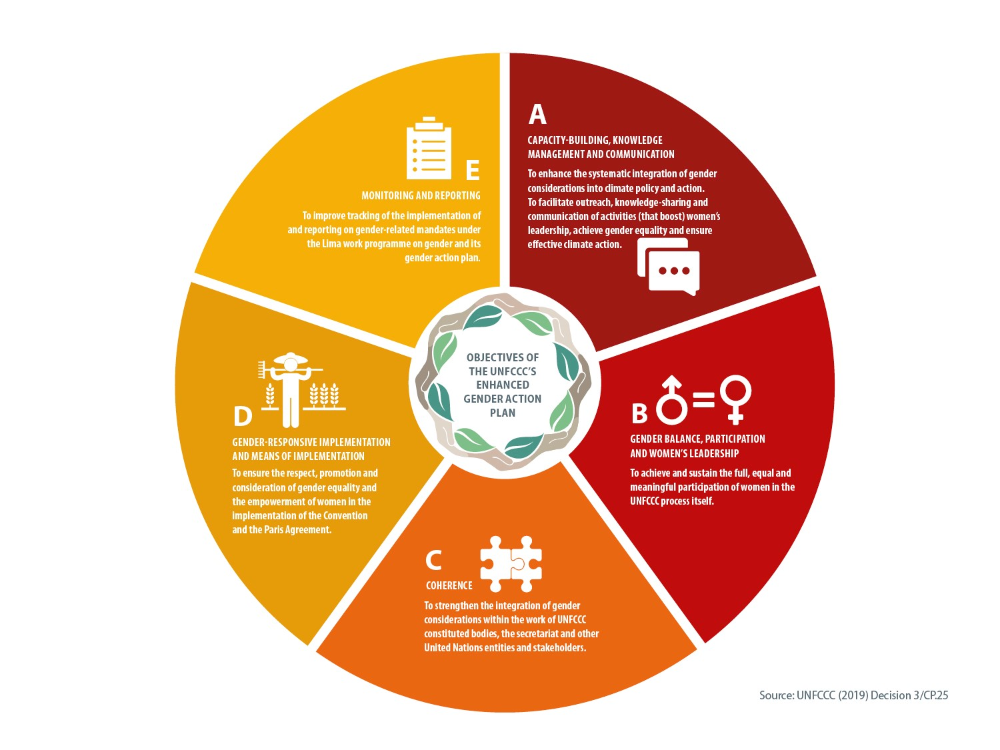 A
CAPACITY-BUILDING, KNOWLEDGE
MANAGEMENT AND COMMUNICATION
To enhance the systematic integration of gender
considerations into climate policy and action.
To facilitate outreach, knowledge-sharing and
communication of activities (that boost) women's
leadership, achieve gender equality and ensure
effective climate action.
B
GENDER BALANCE, PARTICIPATION
AND WOMEN'S LEADERSHIP
To achieve and sustain the full, equal and
meaningful participation of women in the
UNFCCC process itself.
C
COHERENCE
To strengthen the integration of gender
considerations within the work of UNFCCC
constituted bodies, the secretariat and other
United Nations entities and stakeholders.
D
GENDER-RESPONSIVE IMPLEMENTATION
AND MEANS OF IMPLEMENTATION
To ensure the respect, promotion and
consideration of gender equality and
the empowerment of women in the
implementation of the Convention
and the Paris Agreement.
E
MONITORING AND REPORTING
To improve tracking of the implementation of
and reporting on gender-related mandates under
the Lima work programme on gender and its
gender action plan.
OBJECTIVES OF
THE UNFCCC'S
ENHANCED
GENDER ACTION
PLAN
Source: UNFCCC (2019) Decision 3/CP.25